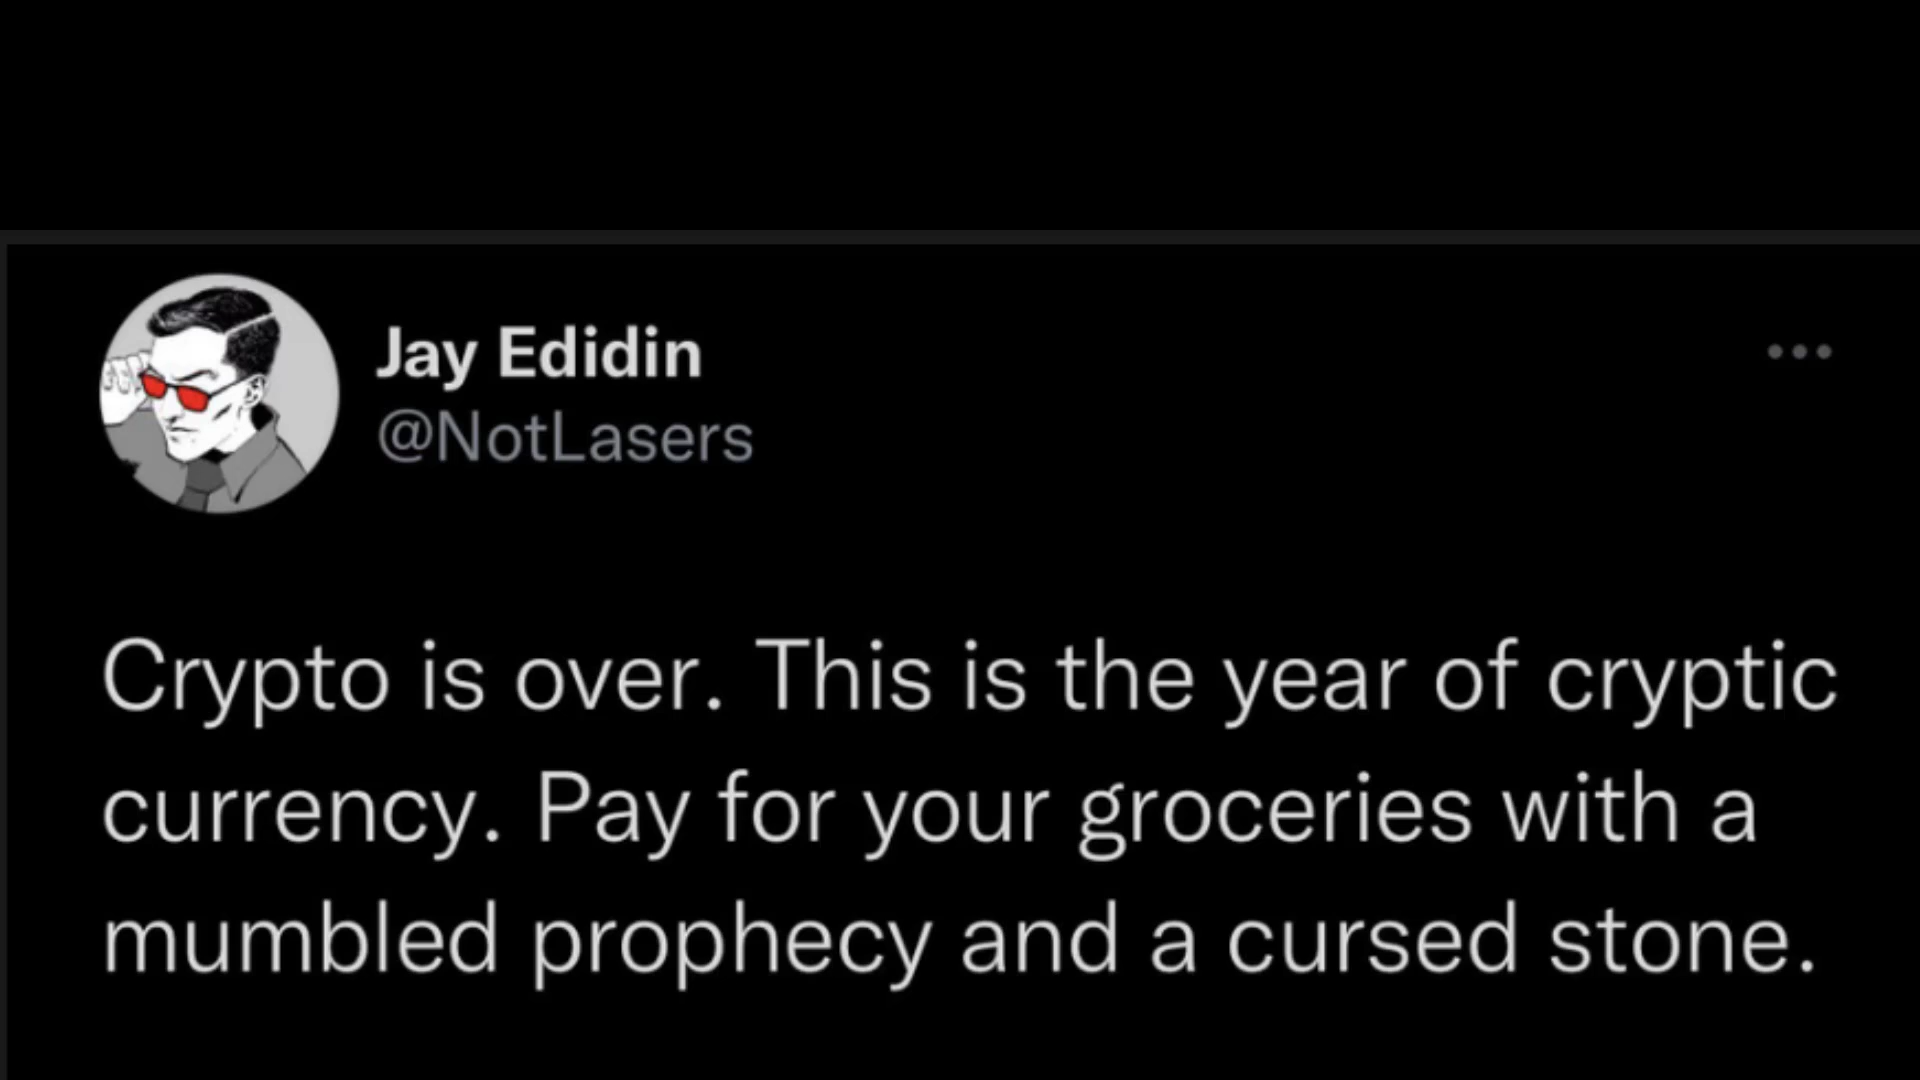 Jay Edidin
@NotLasers
Crypto is over. This is the year of cryptic
currency. Pay for your groceries with a
mumbled prophecy and a cursed stone.